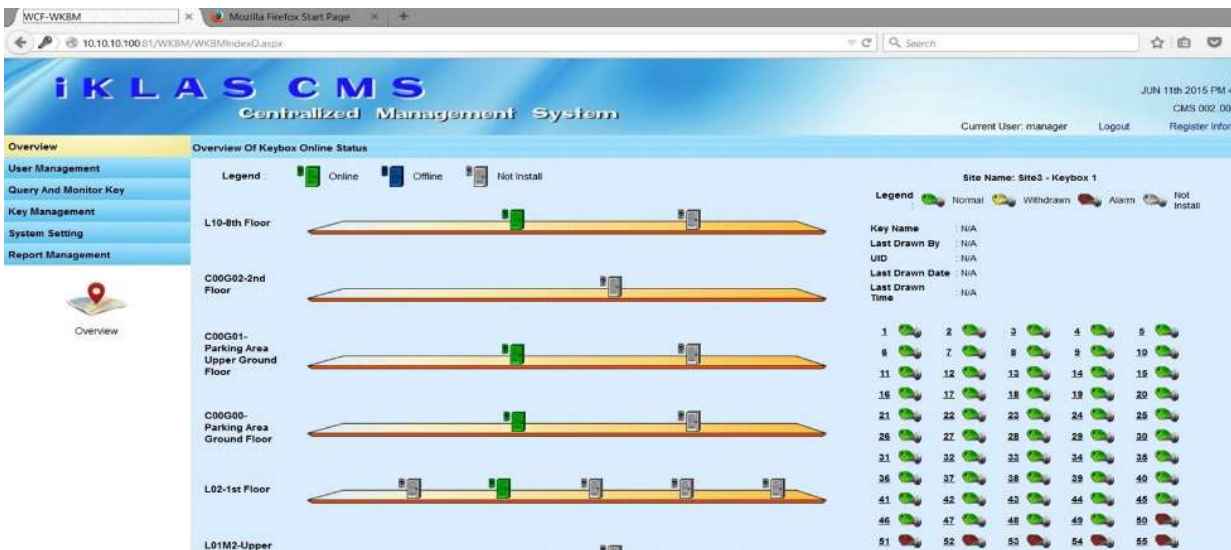 WCF-WKBM
Mozilla Firefox Start Page
10.10.10.100:81/WKBM/WKBMIndexO.aspx
Search
iKLAS CMS
Centralized Management System
JUN 11th 2015 PM
CMS 002.00
Current User: manager Logout Register Infor
Overview
User Management
Query And Monitor Key
Key Management
System Setting
Report Management
Overview
Overview Of Keybox Online Status
Legend : Online Offline Not Install
L10-8th Floor
C00G02-2nd
Floor
C00G01-
Parking Area
Upper Ground
Floor
C00G00-
Parking Area
Ground Floor
L02-1st Floor
L01M2-Upper
Site Name: Site3 - Keybox 1
Legend Normal Withdrawn Alarm Not Install
Key Name : N/A
Last Drawn By : N/A
UID : N/A
Last Drawn Date : N/A
Last Drawn Time : N/A
1 2 3 4 5
6 7 8 9 10
11 12 13 14 15
16 17 18 19 20
21 22 23 24 25
26 27 28 29 30
31 32 33 34 35
36 37 38 39 40
41 42 43 44 45
46 47 48 49 50
51 52 53 54 55